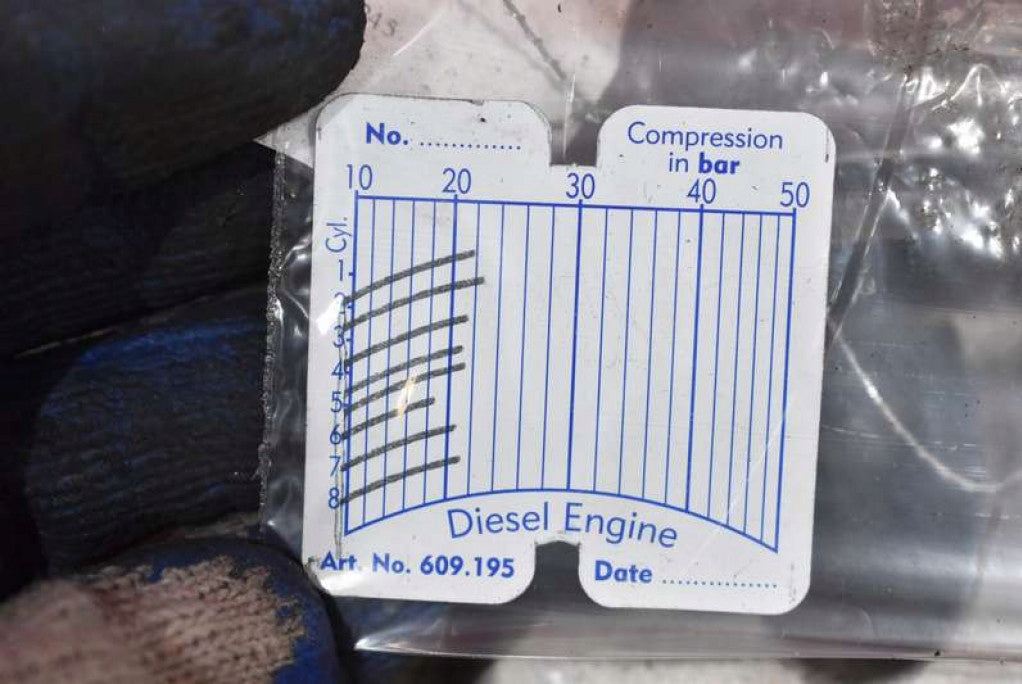 No. .............
Compression
in bar
10 20 30 40 50
Cyl.
1
2
3
4
5
6
7
8
Diesel Engine
Art. No. 609.195
Date ...............